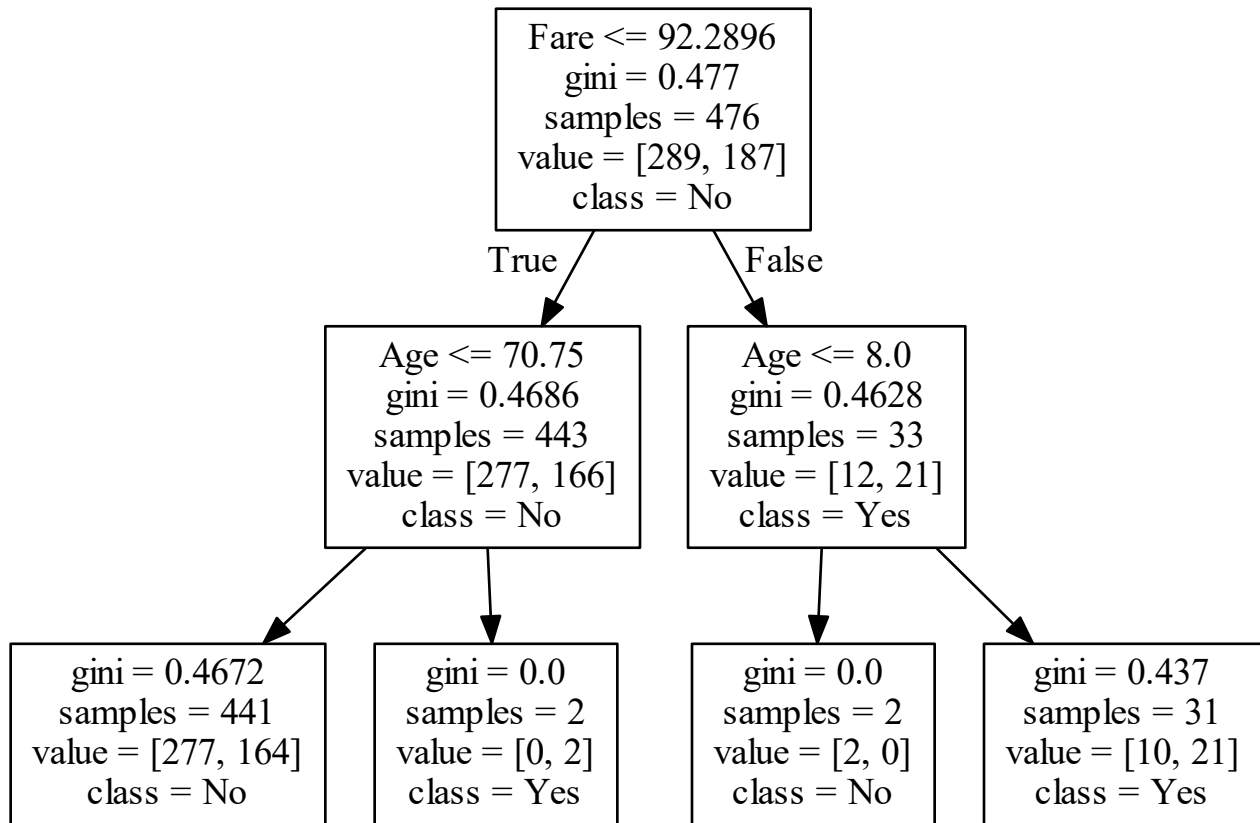 Fare <= 92.2896
gini = 0.477
samples = 476
value = [289, 187]
class = No
True
False
Age <= 70.75
gini = 0.4686
samples = 443
value = [277, 166]
class = No
Age <= 8.0
gini = 0.4628
samples = 33
value = [12, 21]
class = Yes
gini = 0.4672
samples = 441
value = [277, 164]
class = No
gini = 0.0
samples = 2
value = [0, 2]
class = Yes
gini = 0.0
samples = 2
value = [2, 0]
class = No
gini = 0.437
samples = 31
value = [10, 21]
class = Yes